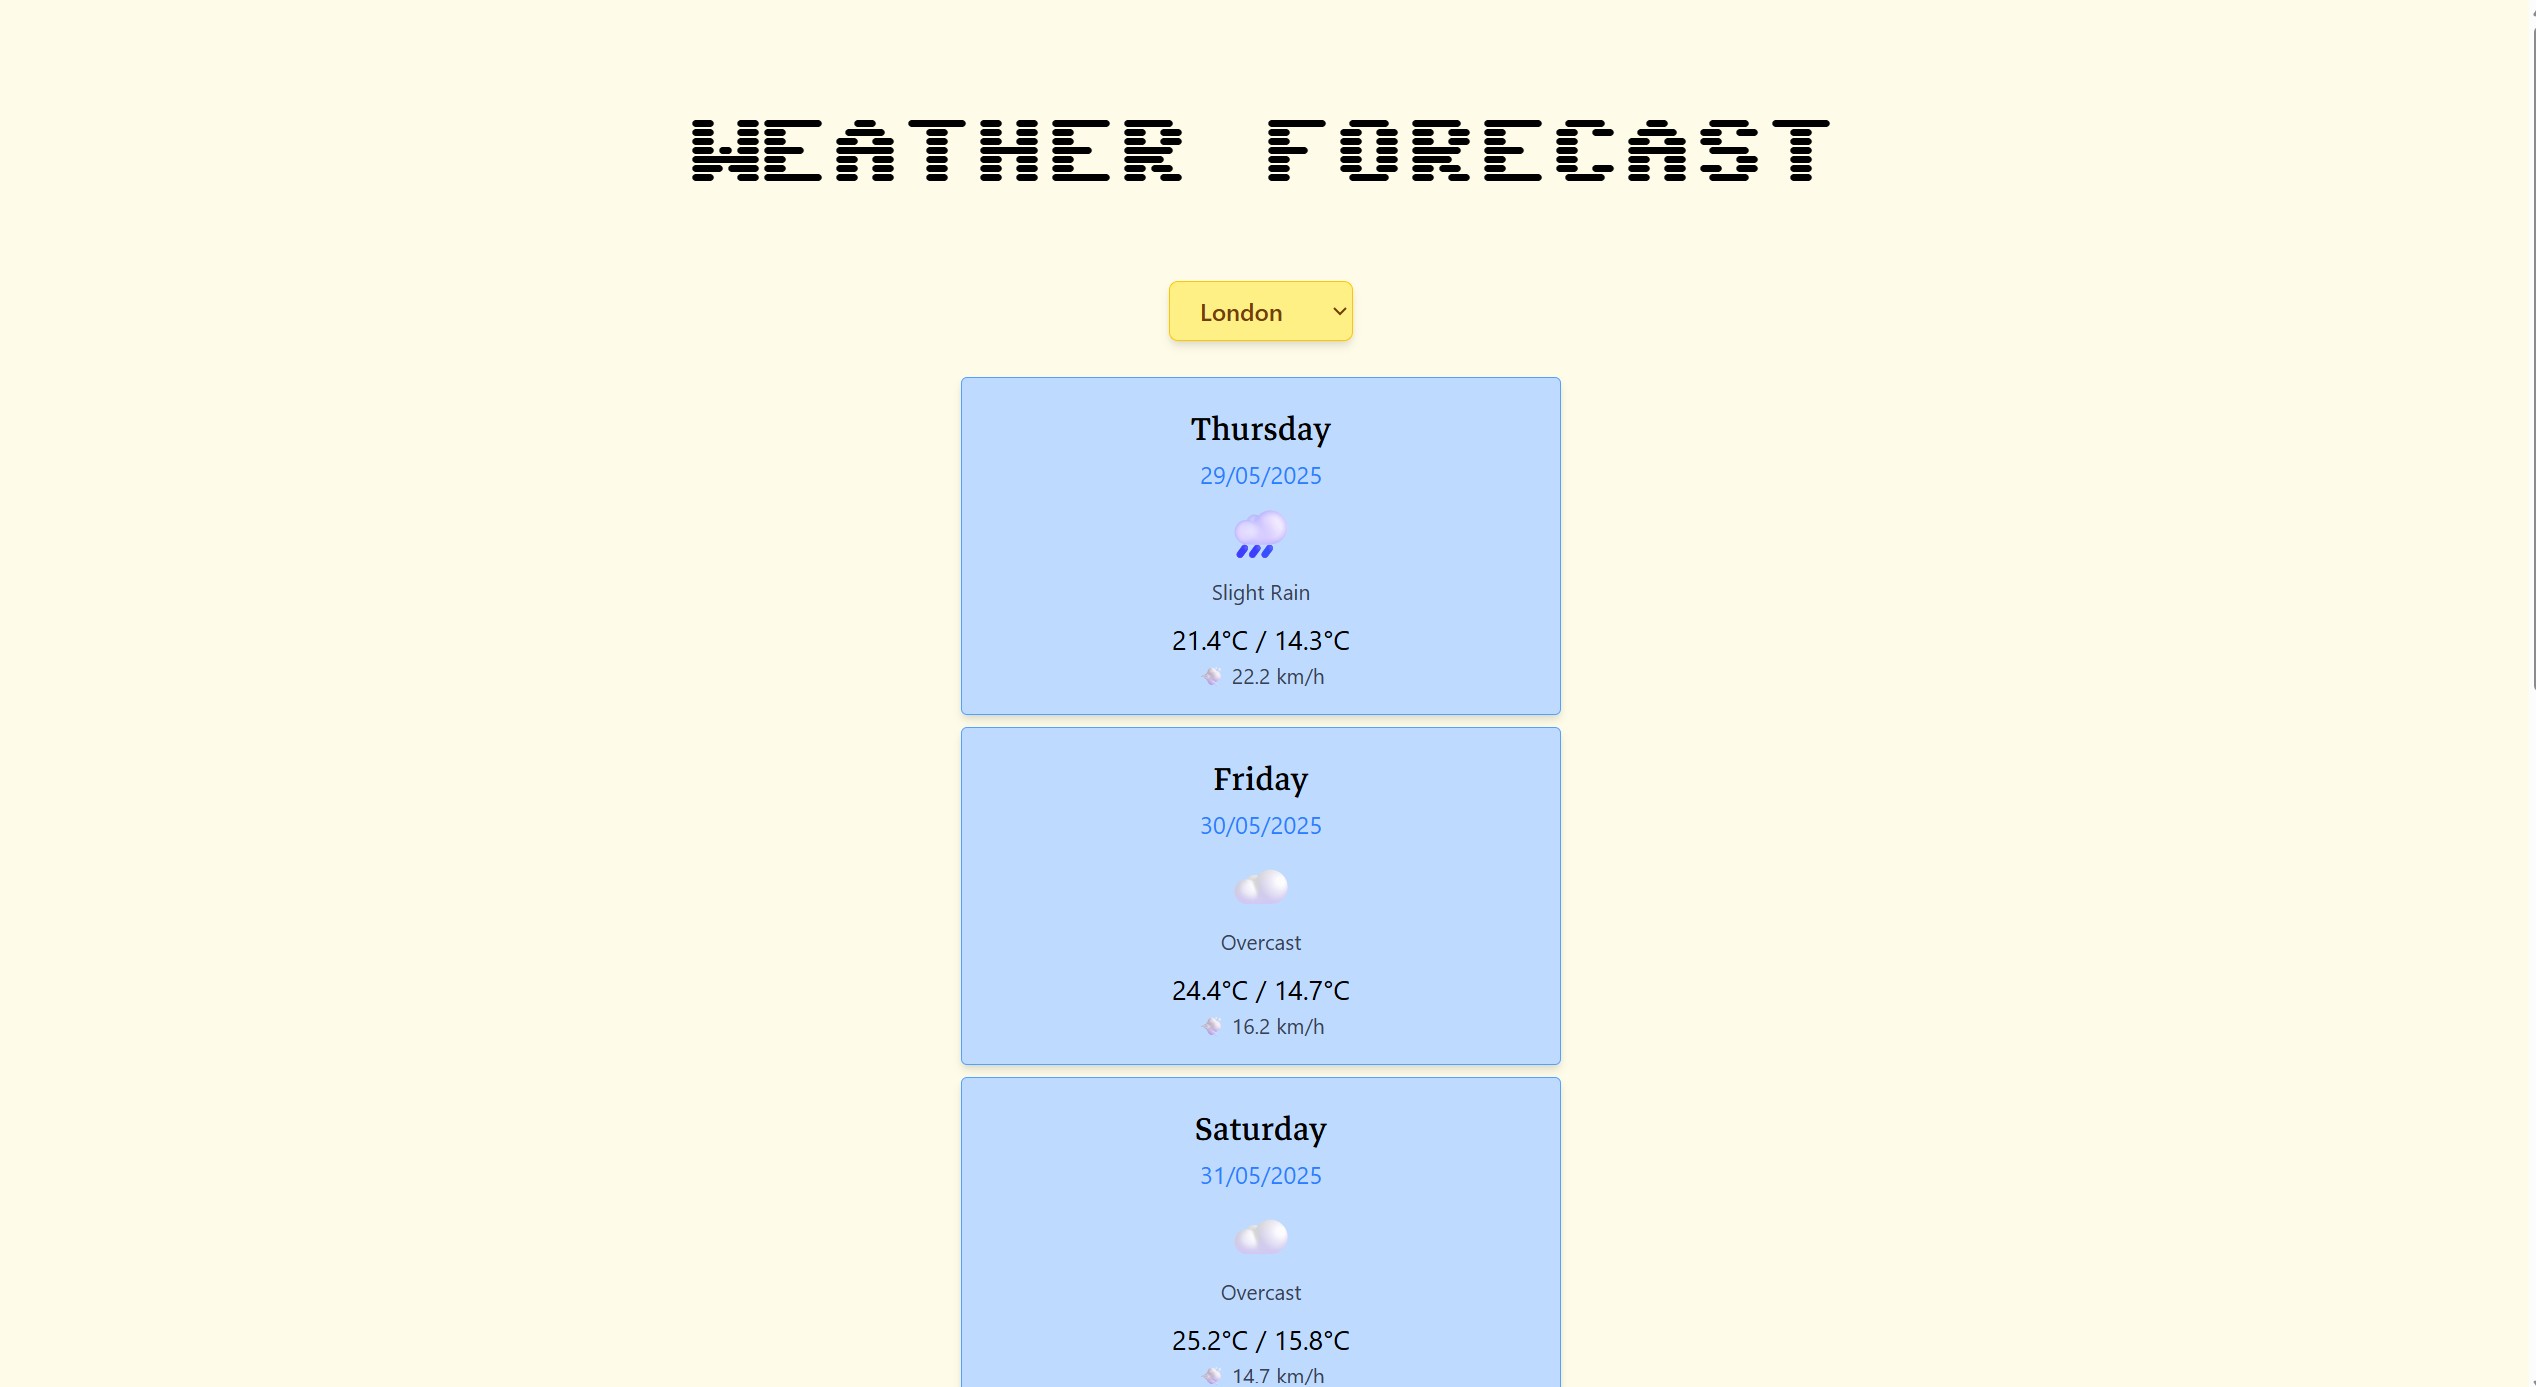 WEATHER FORECAST
London
Thursday
29/05/2025
Slight Rain
21.4°C / 14.3°C
22.2 km/h
Friday
30/05/2025
Overcast
24.4°C / 14.7°C
16.2 km/h
Saturday
31/05/2025
Overcast
25.2°C / 15.8°C
14.7 km/h